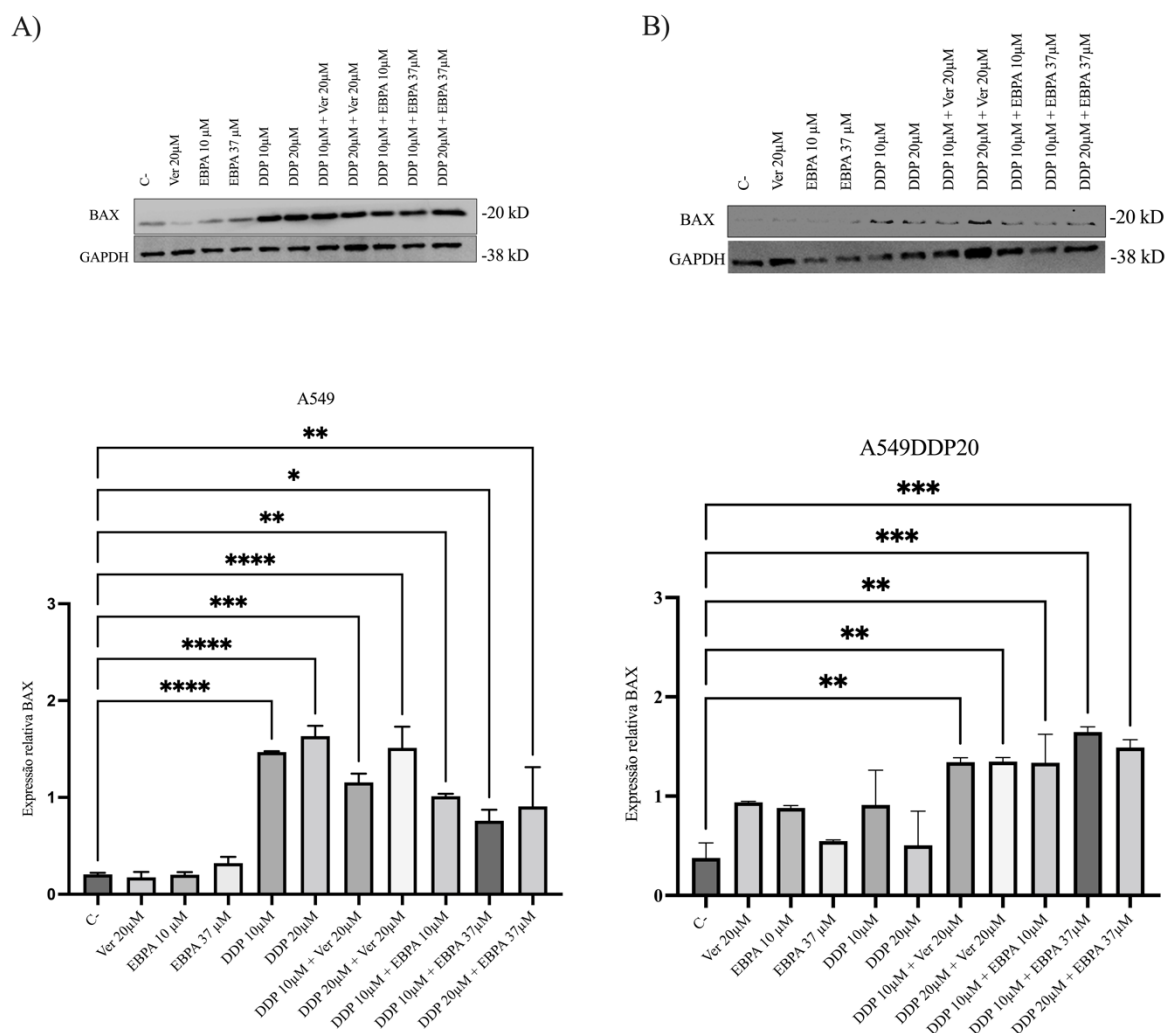 A)
C-
Ver 20µM
EBPA 10 µM
EBPA 37 µM
DDP 10µM
DDP 20µM
DDP 10µM + Ver 20µM
DDP 20µM + Ver 20µM
DDP 10µM + EBPA 10µM
DDP 10µM + EBPA 37µM
DDP 20µM + EBPA 37µM
BAX
-20 kD
GAPDH
-38 kD
B)
C-
Ver 20µM
EBPA 10 µM
EBPA 37 µM
DDP 10µM
DDP 20µM
DDP 10µM + Ver 20µM
DDP 20µM + Ver 20µM
DDP 10µM + EBPA 10µM
DDP 10µM + EBPA 37µM
DDP 20µM + EBPA 37µM
BAX
-20 kD
GAPDH
-38 kD
A549
**
*
**
****
***
****
****
3
2
1
0
Expressão relativa BAX
C-
Ver 20µM
EBPA 10 µM
EBPA 37 µM
DDP 10µM
DDP 20µM
DDP 10µM + Ver 20µM
DDP 20µM + Ver 20µM
DDP 10µM + EBPA 10µM
DDP 10µM + EBPA 37µM
DDP 20µM + EBPA 37µM
A549DDP20
***
***
**
**
**
3
2
1
0
Expressão relativa BAX
C-
Ver 20µM
EBPA 10 µM
EBPA 37 µM
DDP 10µM
DDP 20µM
DDP 10µM + Ver 20µM
DDP 20µM + Ver 20µM
DDP 10µM + EBPA 10µM
DDP 10µM + EBPA 37µM
DDP 20µM + EBPA 37µM